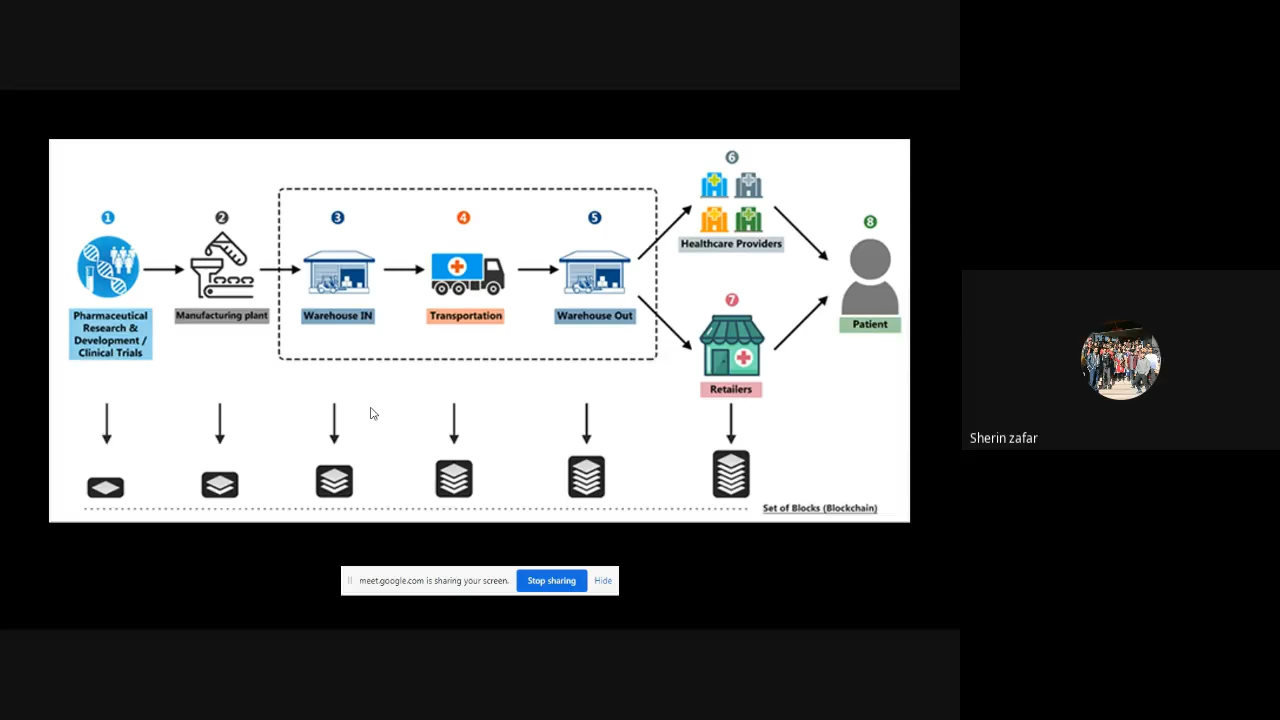 6
1
2
3
4
5
8
Healthcare Providers
7
Pharmaceutical
Research &
Development /
Clinical Trials
Manufacturing plant
Warehouse IN
Transportation
Warehouse Out
Patient
Retailers
Set of Blocks (Blockchain)
meet.google.com is sharing your screen.
Stop sharing
Hide
Sherin zafar